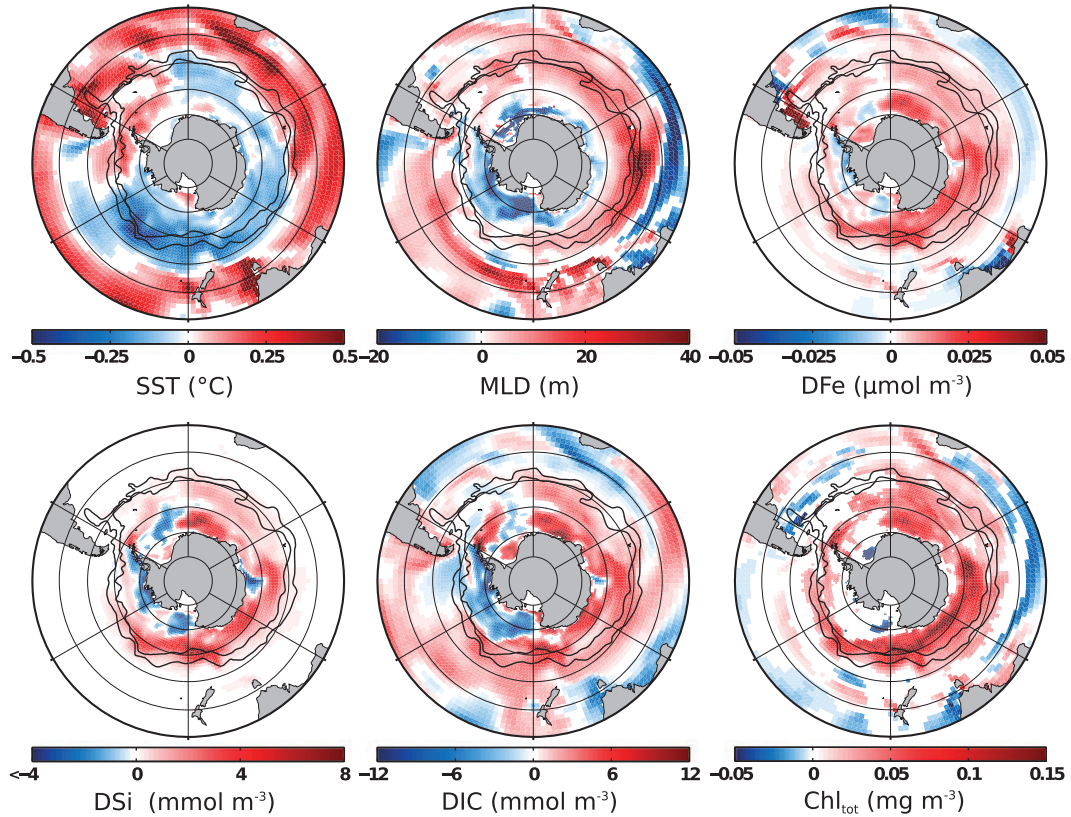 −0.5 −0.25 0 0.25 0.5
SST (°C)
−20 0 20 40
MLD (m)
−0.05 −0.025 0 0.025 0.05
DFe (μmol m⁻³)
<−4 0 4 8
DSi (mmol m⁻³)
−12 −6 0 6 12
DIC (mmol m⁻³)
−0.05 0 0.05 0.1 0.15
Chltot (mg m⁻³)